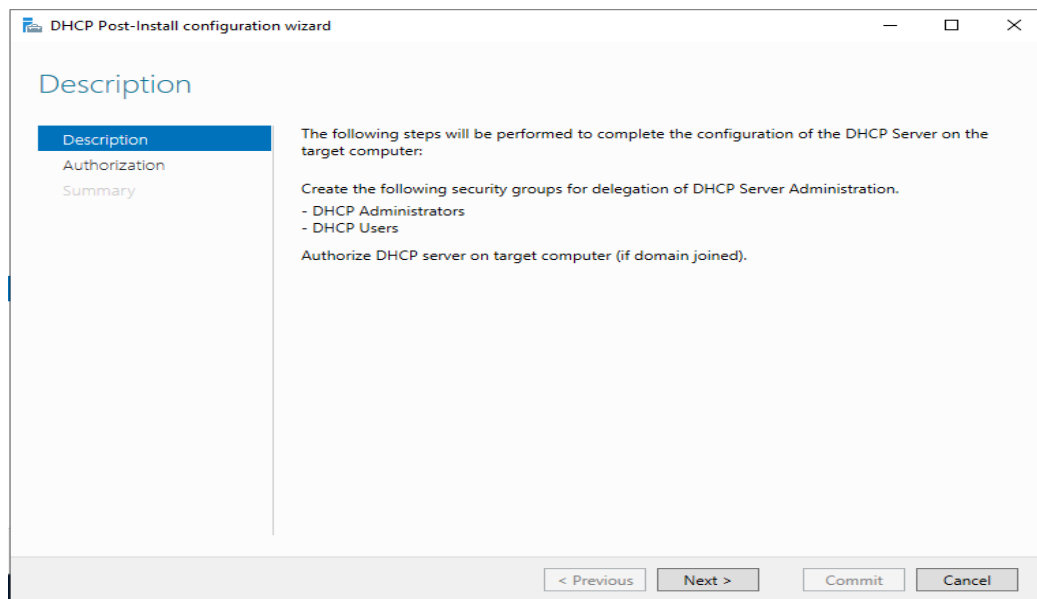 DHCP Post-Install configuration wizard
Description
Description
Authorization
Summary
The following steps will be performed to complete the configuration of the DHCP Server on the
target computer:
Create the following security groups for delegation of DHCP Server Administration.
- DHCP Administrators
- DHCP Users
Authorize DHCP server on target computer (if domain joined).
< Previous
Next >
Commit
Cancel